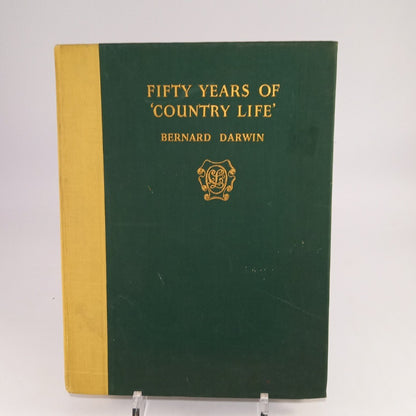 FIFTY YEARS OF
‘COUNTRY LIFE’
BERNARD DARWIN